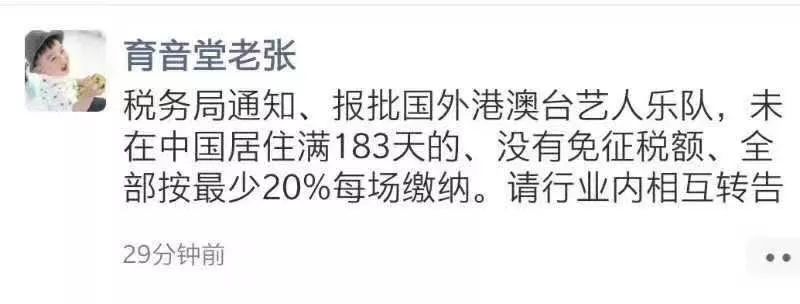 育音堂老张
税务局通知、报批国外港澳台艺人乐队，未
在中国居住满183天的、没有免征税额、全
部按最少20%每场缴纳。请行业内相互转告
29分钟前